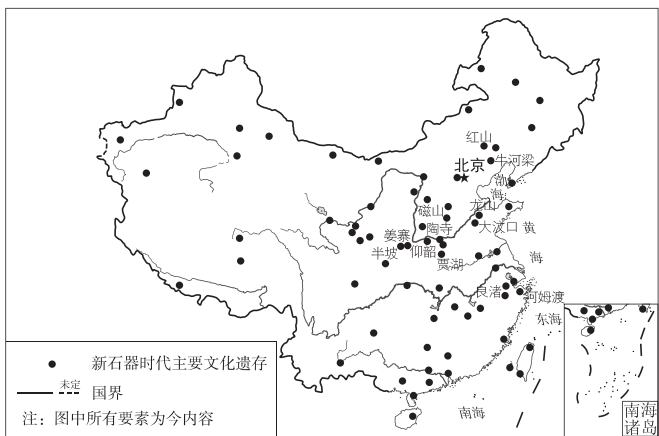 红山
牛河梁
北京
渤
海
龙山
磁山
大汶口
黄
海
陶寺
姜寨
半坡
仰韶
贾湖
良渚
河姆渡
东海
南海
新石器时代主要文化遗存
未定
国界
注：图中所有要素为今内容
南海
诸岛